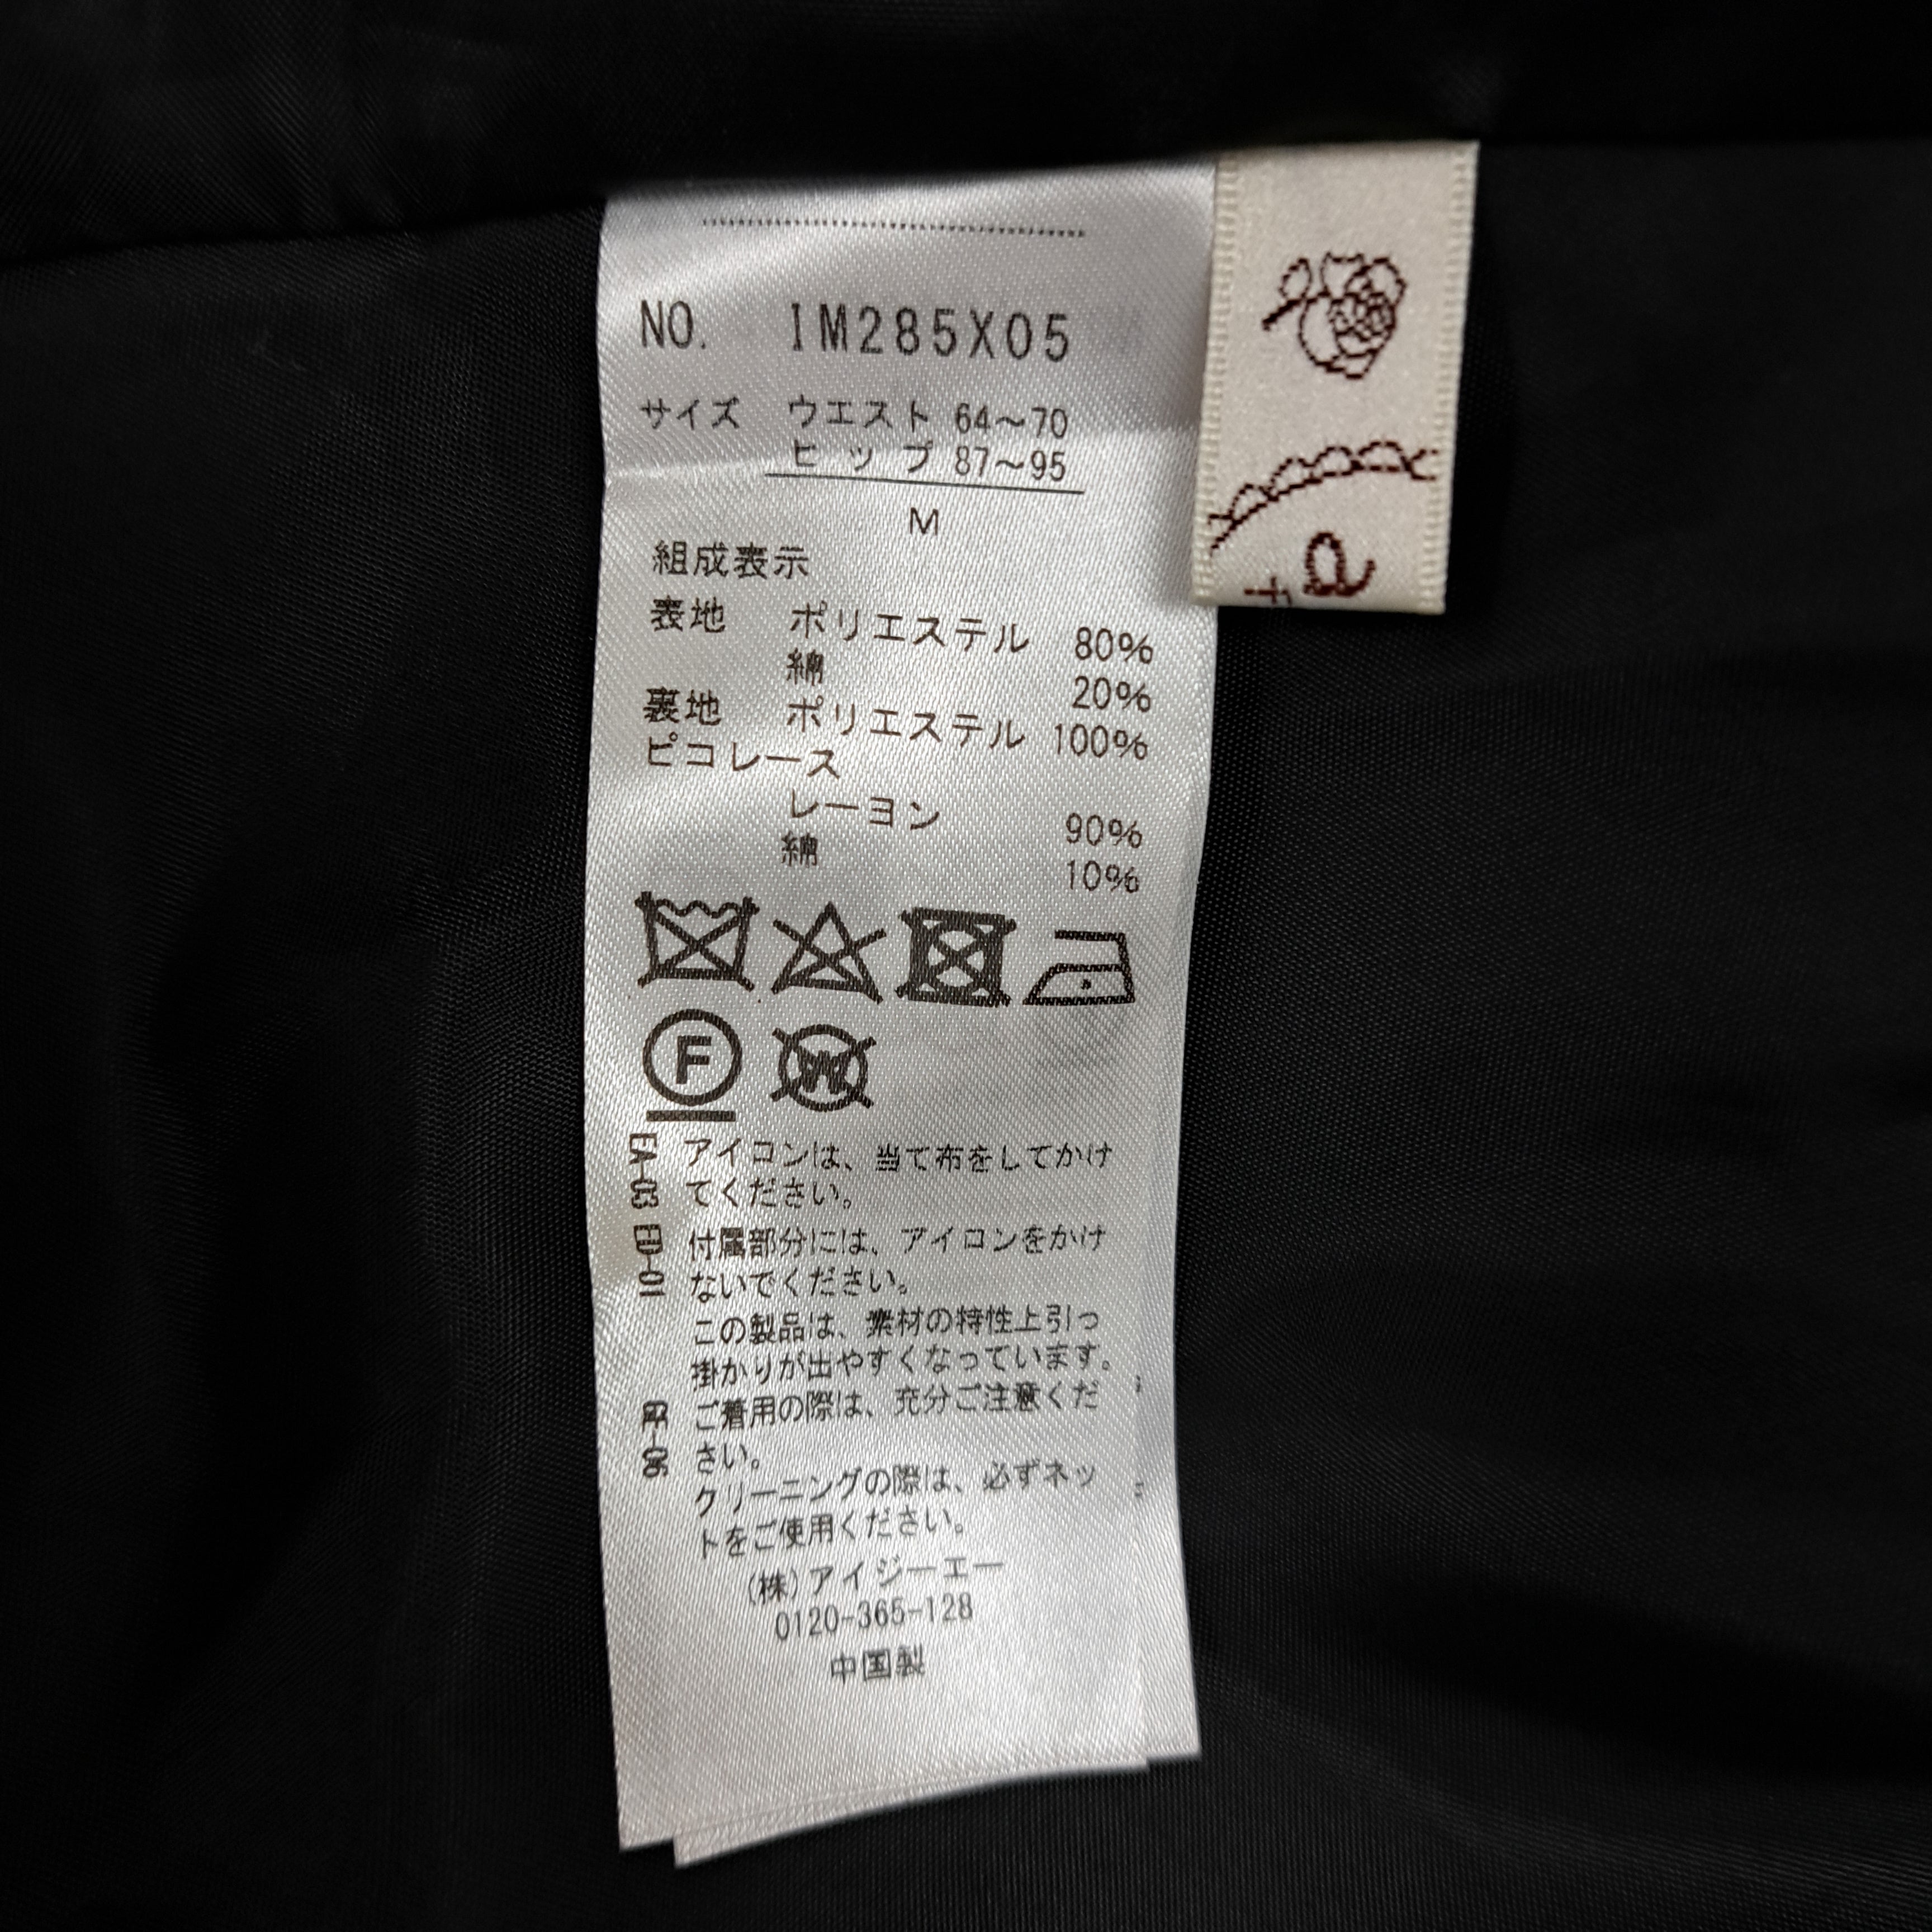 NO. IM285X05
サイズ ウエスト 64～70
ヒップ 87～95
M
組成表示
表地 ポリエステル 80%
綿 20%
裏地 ポリエステル 100%
ピコレース
レーヨン 90%
綿 10%
F
W
EA-03 アイロンは、当て布をしてかけ
てください。
ED-01 付属部分には、アイロンをかけ
ないでください。
この製品は、素材の特性上引っ
掛かりが出やすくなっています。
ご着用の際は、充分ご注意くだ
さい。
クリーニングの際は、必ずネッ
トをご使用ください。
(株)アイジーエー
0120-365-128
中国製
a